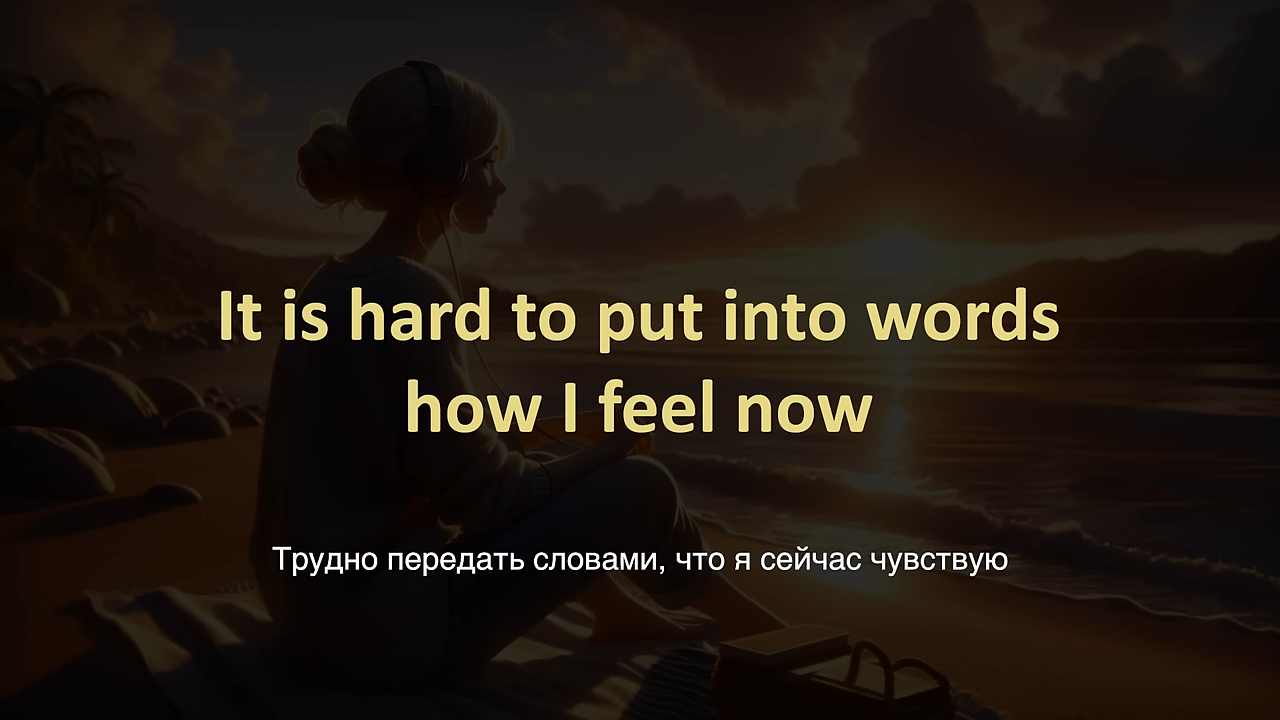 It is hard to put into words
how I feel now
Трудно передать словами, что я сейчас чувствую